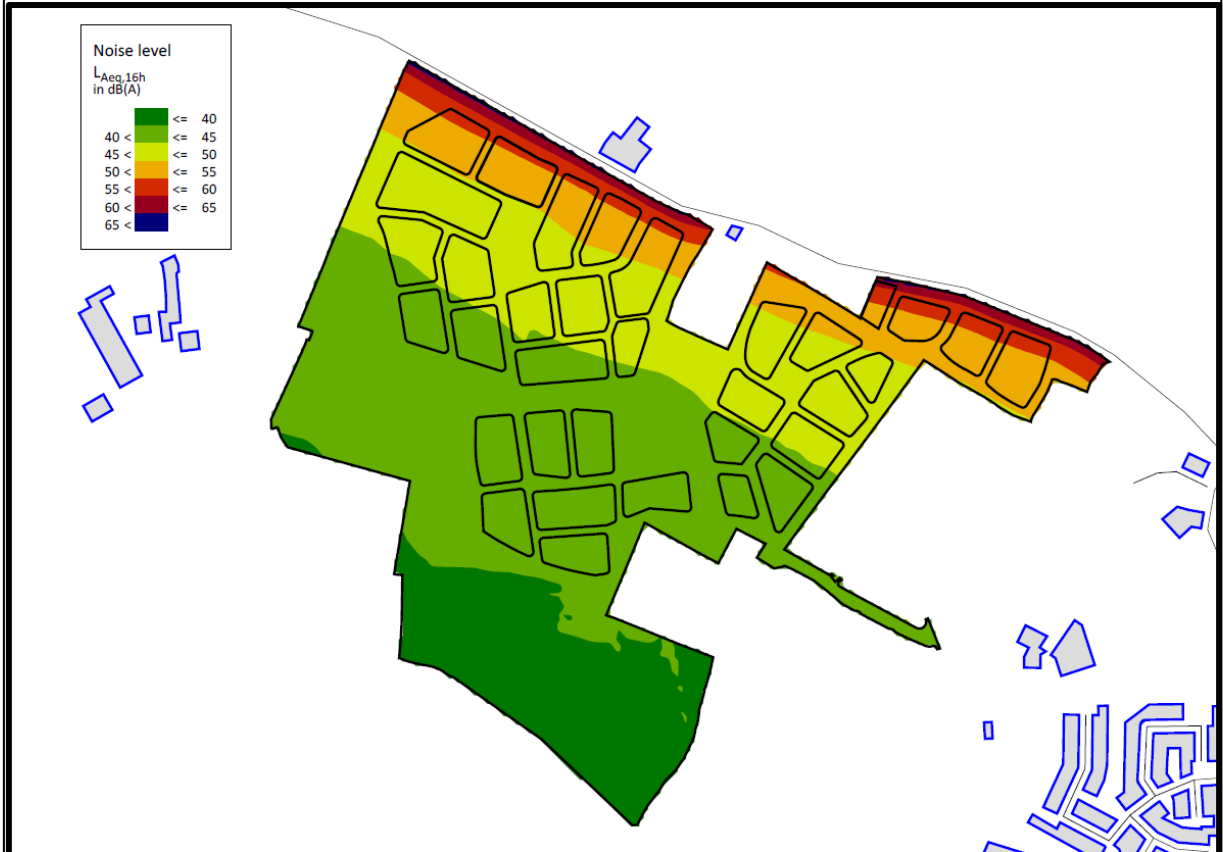 Noise level
LAeq,16h
in dB(A)
<= 40
40 < <= 45
45 < <= 50
50 < <= 55
55 < <= 60
60 < <= 65
65 <